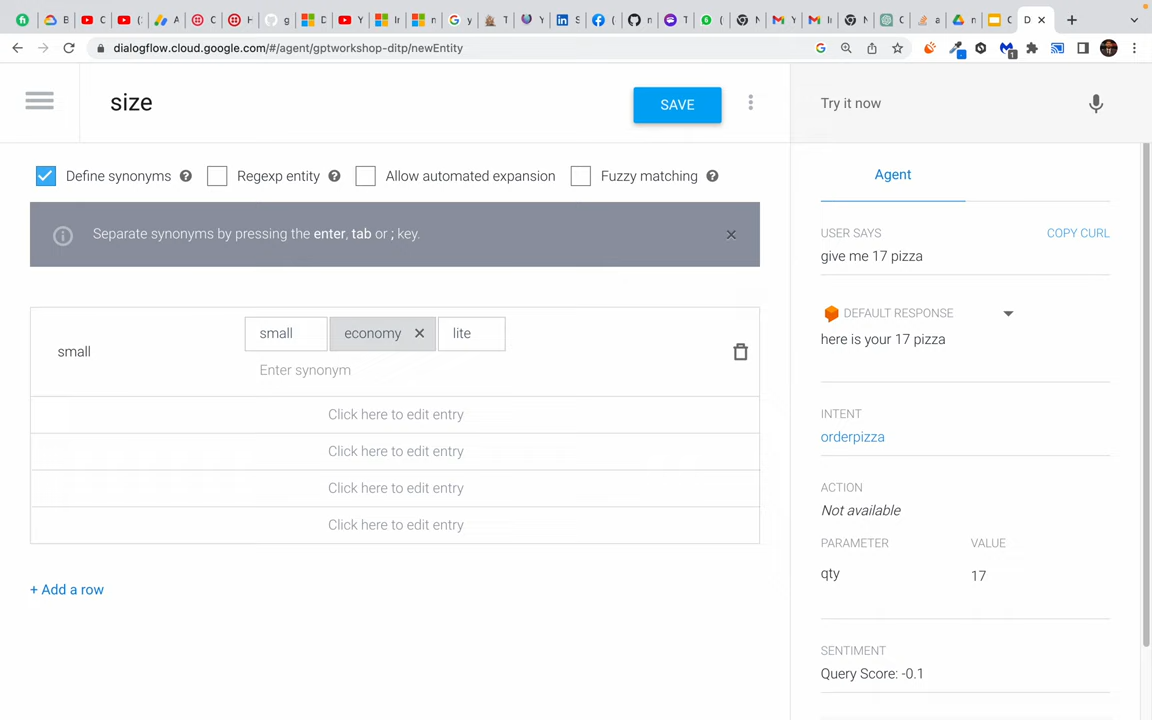 dialogflow.cloud.google.com/#/agent/gptworkshop-ditp/newEntity
size
SAVE
Try it now
Define synonyms
Regexp entity
Allow automated expansion
Fuzzy matching
Agent
Separate synonyms by pressing the enter, tab or ; key.
USER SAYS
COPY CURL
give me 17 pizza
small
small
economy
lite
Enter synonym
DEFAULT RESPONSE
here is your 17 pizza
Click here to edit entry
Click here to edit entry
Click here to edit entry
Click here to edit entry
+ Add a row
INTENT
orderpizza
ACTION
Not available
PARAMETER
VALUE
qty
17
SENTIMENT
Query Score: -0.1